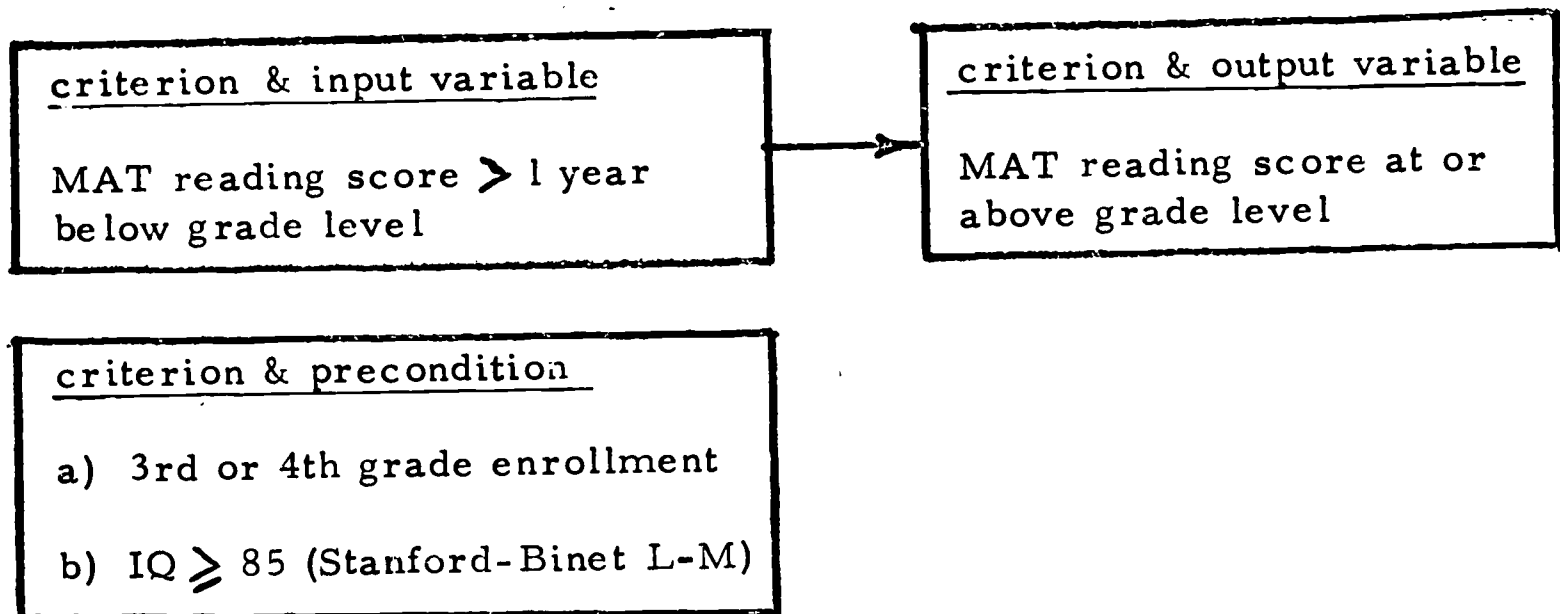 criterion & input variable
MAT reading score > 1 year
below grade level
criterion & output variable
MAT reading score at or
above grade level
criterion & precondition
a) 3rd or 4th grade enrollment
b) IQ ≥ 85 (Stanford-Binet L-M)